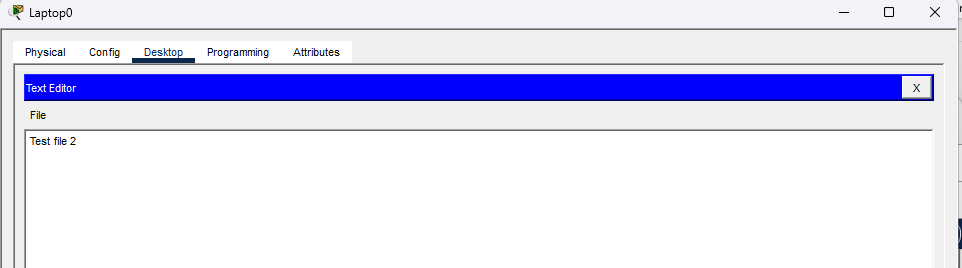 Laptop0
Physical Config Desktop Programming Attributes
Text Editor X
File
Test file 2